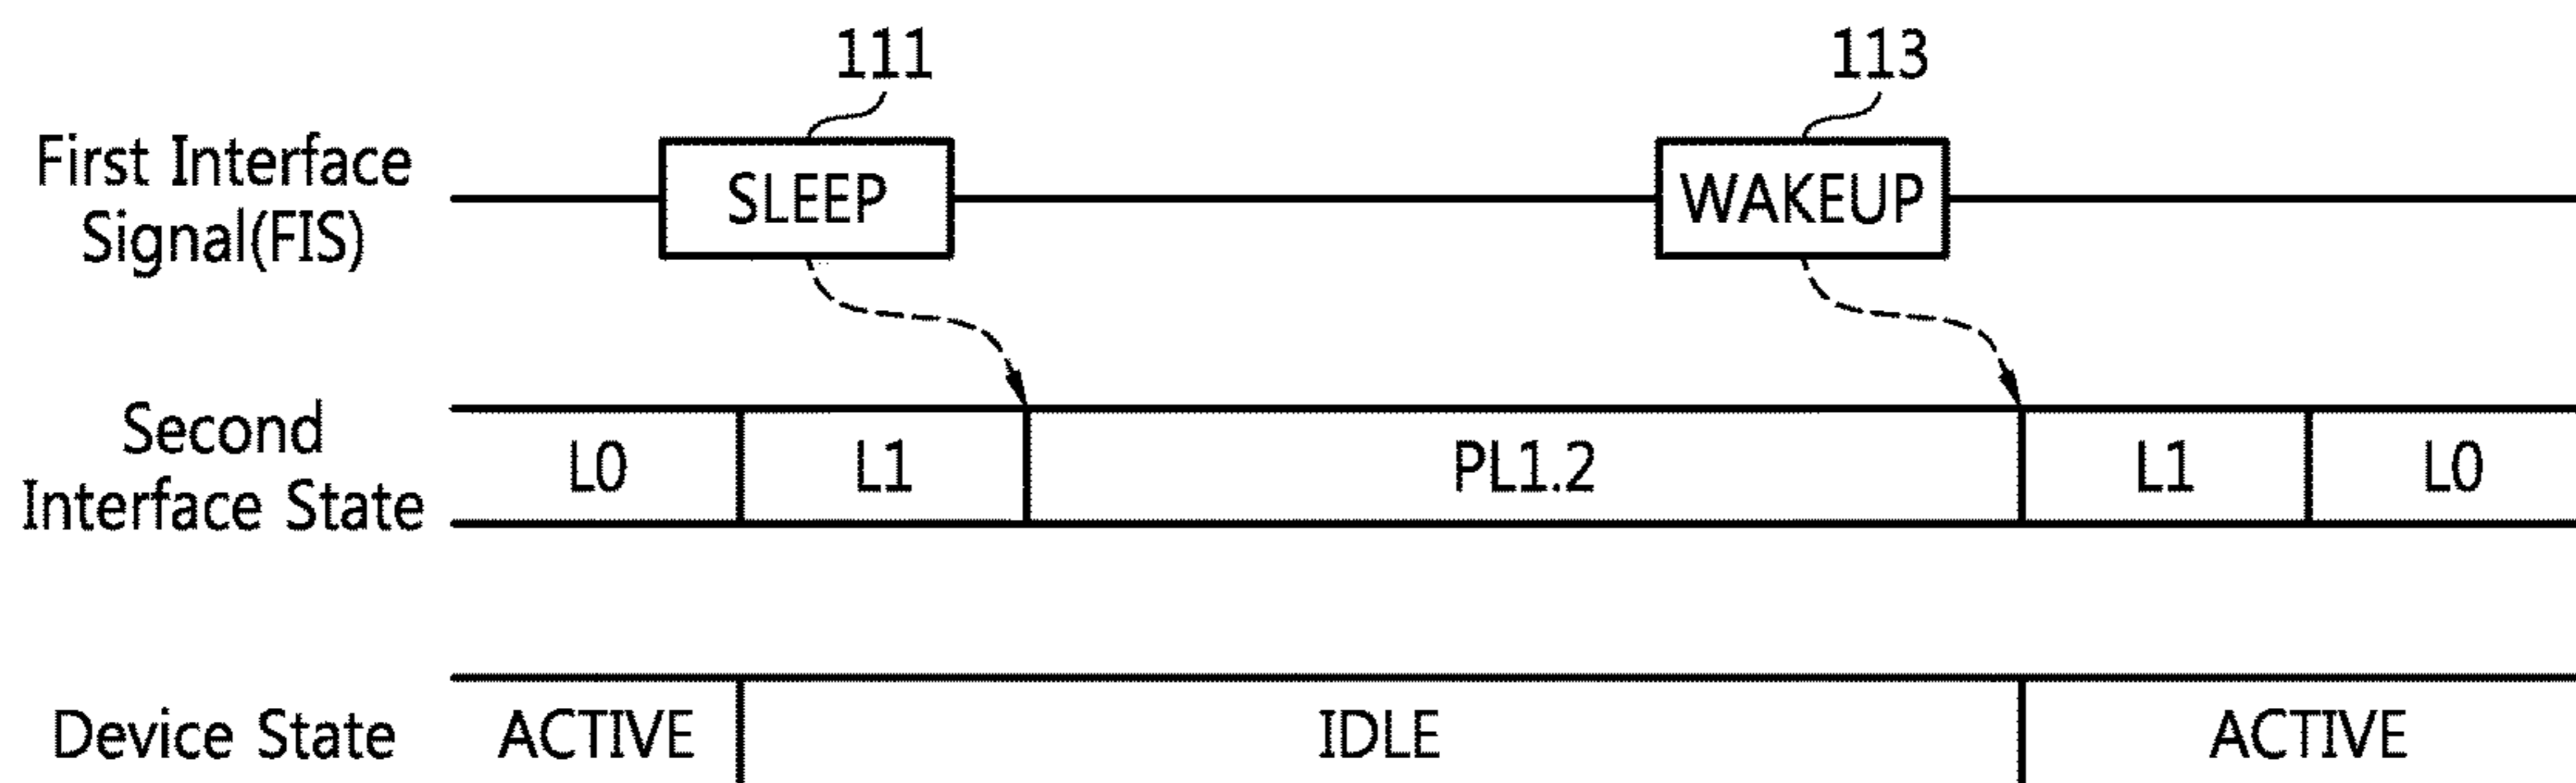 111
113
First Interface
Signal(FIS)
SLEEP
WAKEUP
Second
Interface State
L0
L1
PL1.2
L1
L0
Device State
ACTIVE
IDLE
ACTIVE